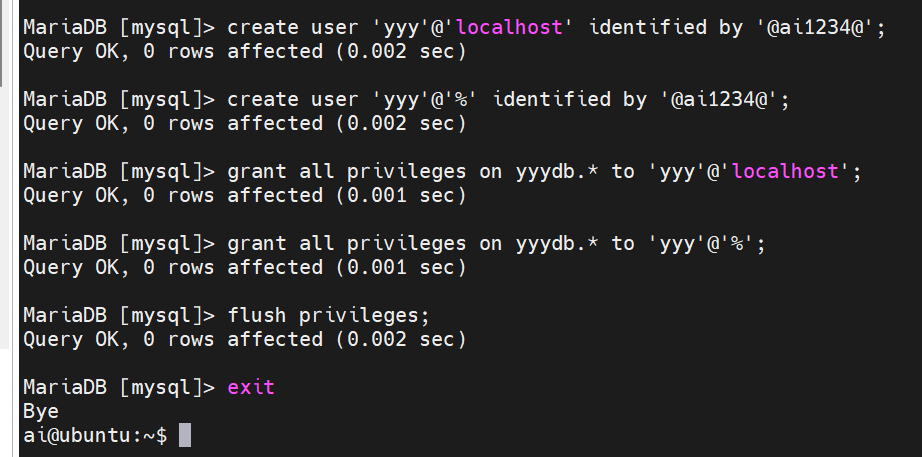 MariaDB [mysql]> create user 'yyy'@'localhost' identified by '@ai1234@';
Query OK, 0 rows affected (0.002 sec)
MariaDB [mysql]> create user 'yyy'@'%' identified by '@ai1234@';
Query OK, 0 rows affected (0.002 sec)
MariaDB [mysql]> grant all privileges on yyydb.* to 'yyy'@'localhost';
Query OK, 0 rows affected (0.001 sec)
MariaDB [mysql]> grant all privileges on yyydb.* to 'yyy'@'%';
Query OK, 0 rows affected (0.001 sec)
MariaDB [mysql]> flush privileges;
Query OK, 0 rows affected (0.002 sec)
MariaDB [mysql]> exit
Bye
ai@ubuntu:~$